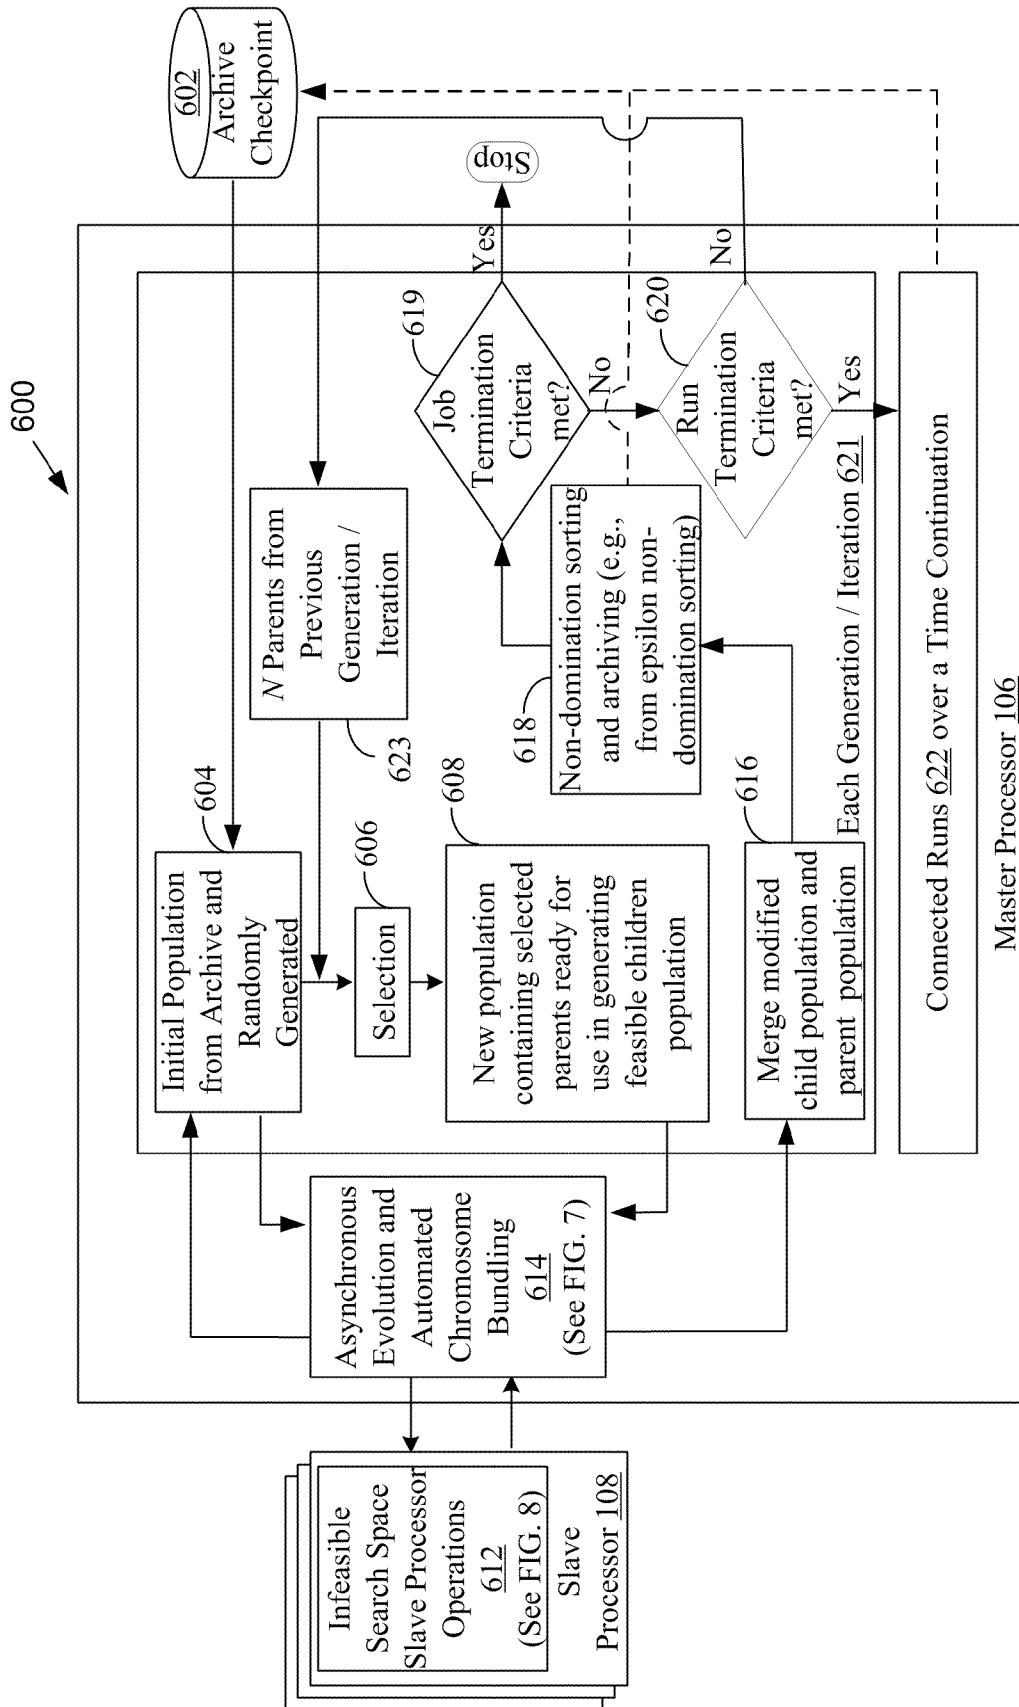 600
602
Archive
Checkpoint
Initial Population
from Archive and
Randomly
Generated
604
N Parents from
Previous
Generation /
Iteration
623
Selection
606
New population
containing selected
parents ready for
use in generating
feasible children
population
608
Infeasible
Search Space
Slave Processor
Operations
612
(See FIG. 8)
Slave
Processor 108
Asynchronous
Evolution and
Automated
Chromosome
Bundling
614
(See FIG. 7)
Merge modified
child population and
parent population
616
Non-domination sorting
and archiving (e.g.,
from epsilon non-
domination sorting)
618
Job
Termination
Criteria
met?
619
Yes
Stop
No
Run
Termination
Criteria
met?
620
No
Yes
Each Generation / Iteration 621
Connected Runs 622 over a Time Continuation
Master Processor 106